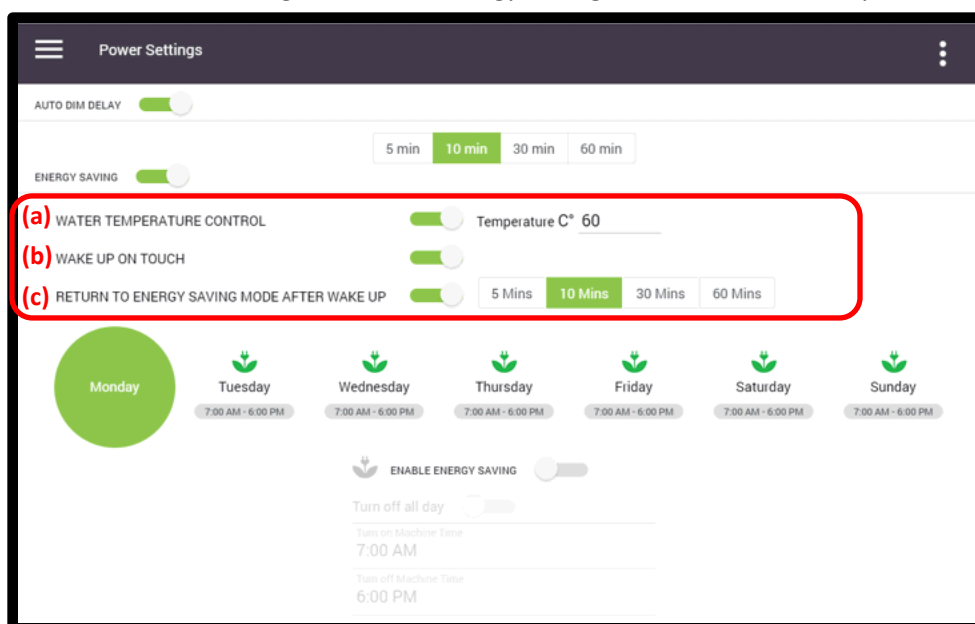 Power Settings
AUTO DIM DELAY
5 min 10 min 30 min 60 min
ENERGY SAVING
(a) WATER TEMPERATURE CONTROL Temperature C° 60
(b) WAKE UP ON TOUCH
(c) RETURN TO ENERGY SAVING MODE AFTER WAKE UP 5 Mins 10 Mins 30 Mins 60 Mins
Monday Tuesday Wednesday Thursday Friday Saturday Sunday
7:00 AM - 6:00 PM 7:00 AM - 6:00 PM 7:00 AM - 6:00 PM 7:00 AM - 6:00 PM 7:00 AM - 6:00 PM 7:00 AM - 6:00 PM
ENABLE ENERGY SAVING
Turn off all day
Turn on Machine Time
7:00 AM
Turn off Machine Time
6:00 PM